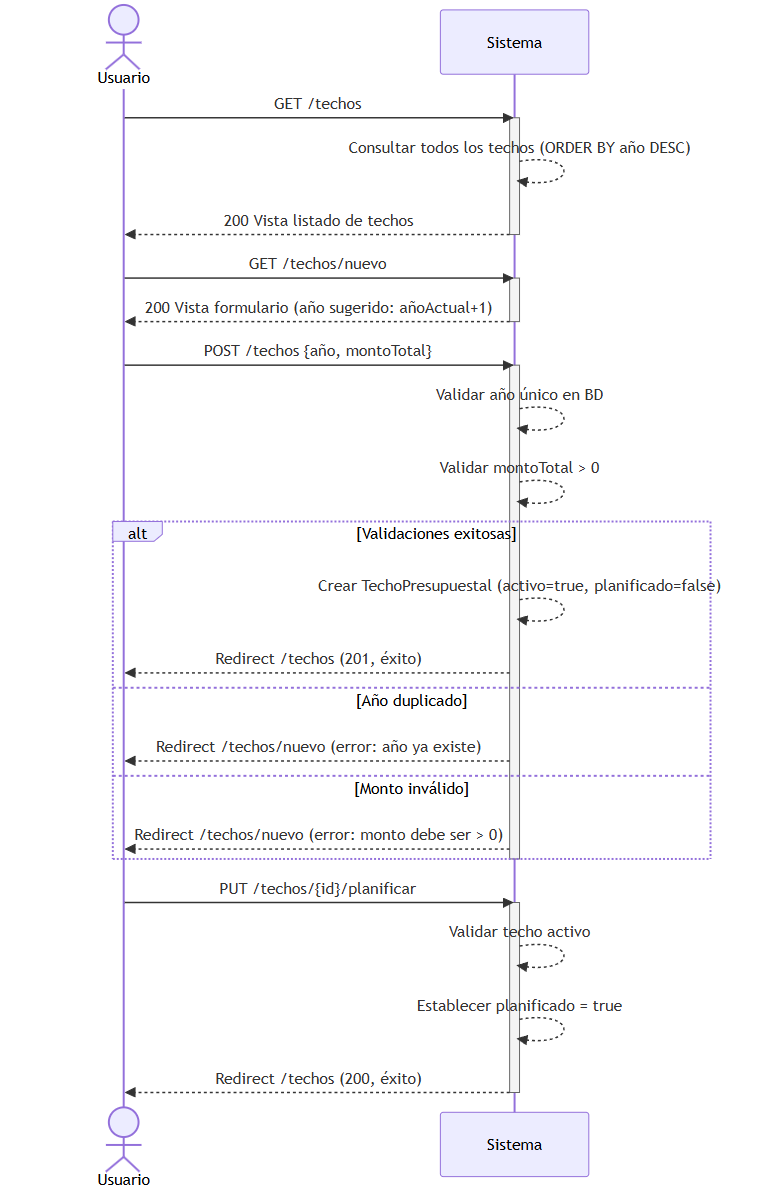 Usuario
Sistema
GET /techos
Consultar todos los techos (ORDER BY año DESC)
200 Vista listado de techos
GET /techos/nuevo
200 Vista formulario (año sugerido: añoActual+1)
POST /techos {año, montoTotal}
Validar año único en BD
Validar montoTotal > 0
alt
[Validaciones exitosas]
Crear TechoPresupuestal (activo=true, planificado=false)
Redirect /techos (201, éxito)
[Año duplicado]
Redirect /techos/nuevo (error: año ya existe)
[Monto inválido]
Redirect /techos/nuevo (error: monto debe ser > 0)
PUT /techos/{id}/planificar
Validar techo activo
Establecer planificado = true
Redirect /techos (200, éxito)
Usuario
Sistema